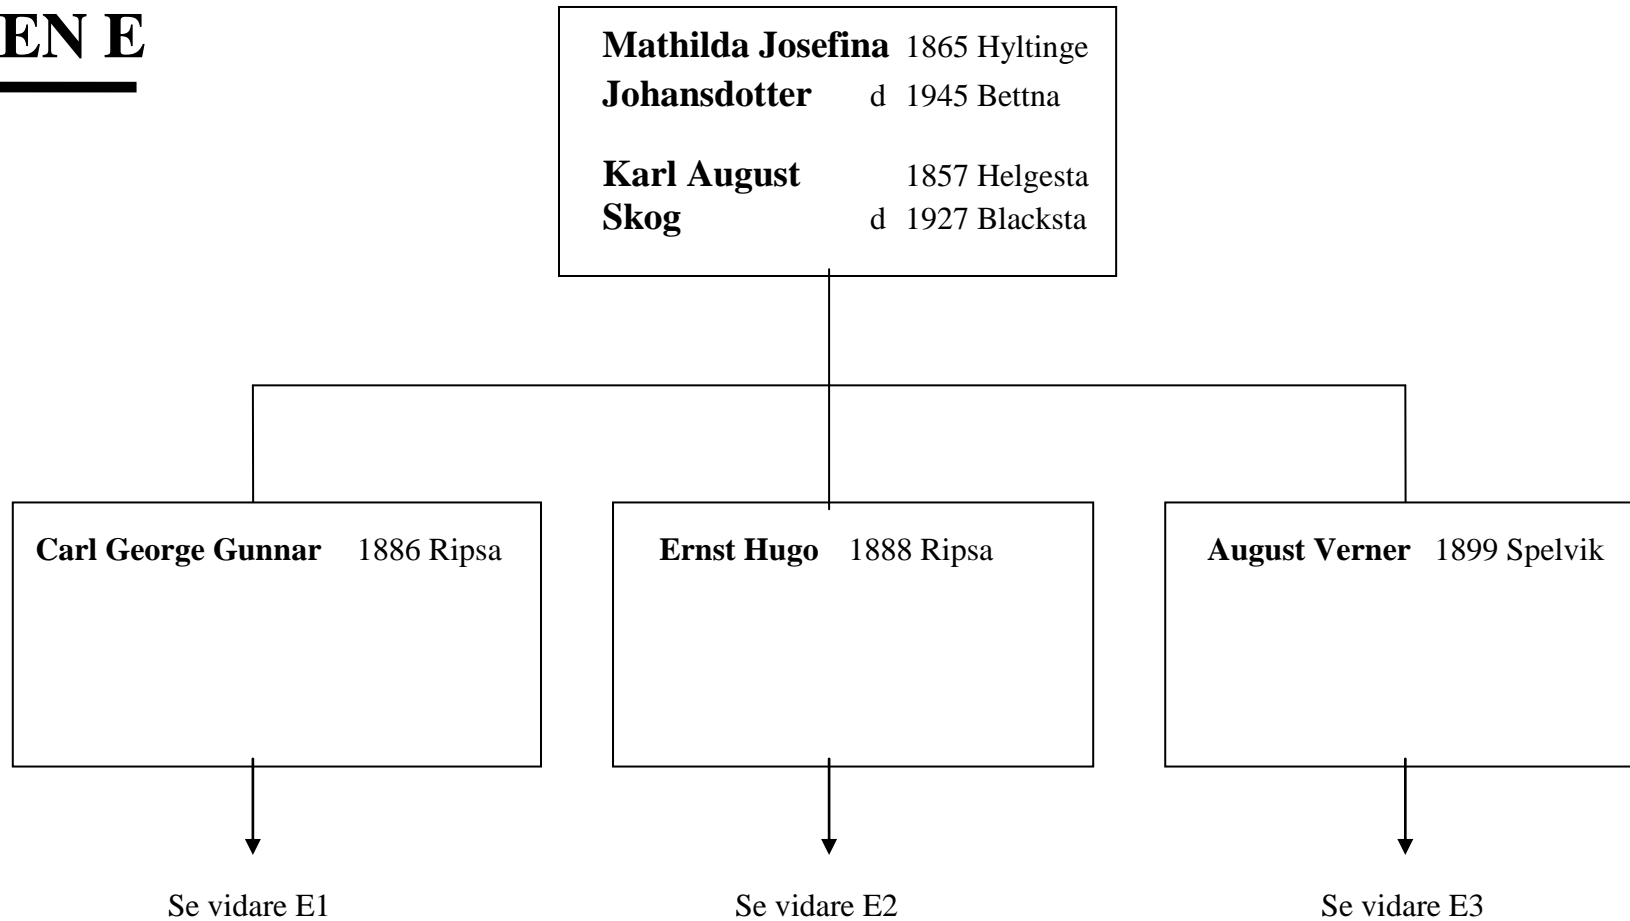 EN E
Mathilda Josefina 1865 Hyltinge
Johansdotter d 1945 Bettna
Karl August 1857 Helgesta
Skog d 1927 Blacksta
Carl George Gunnar 1886 Ripsa
Ernst Hugo 1888 Ripsa
August Verner 1899 Spelvik
Se vidare E1
Se vidare E2
Se vidare E3